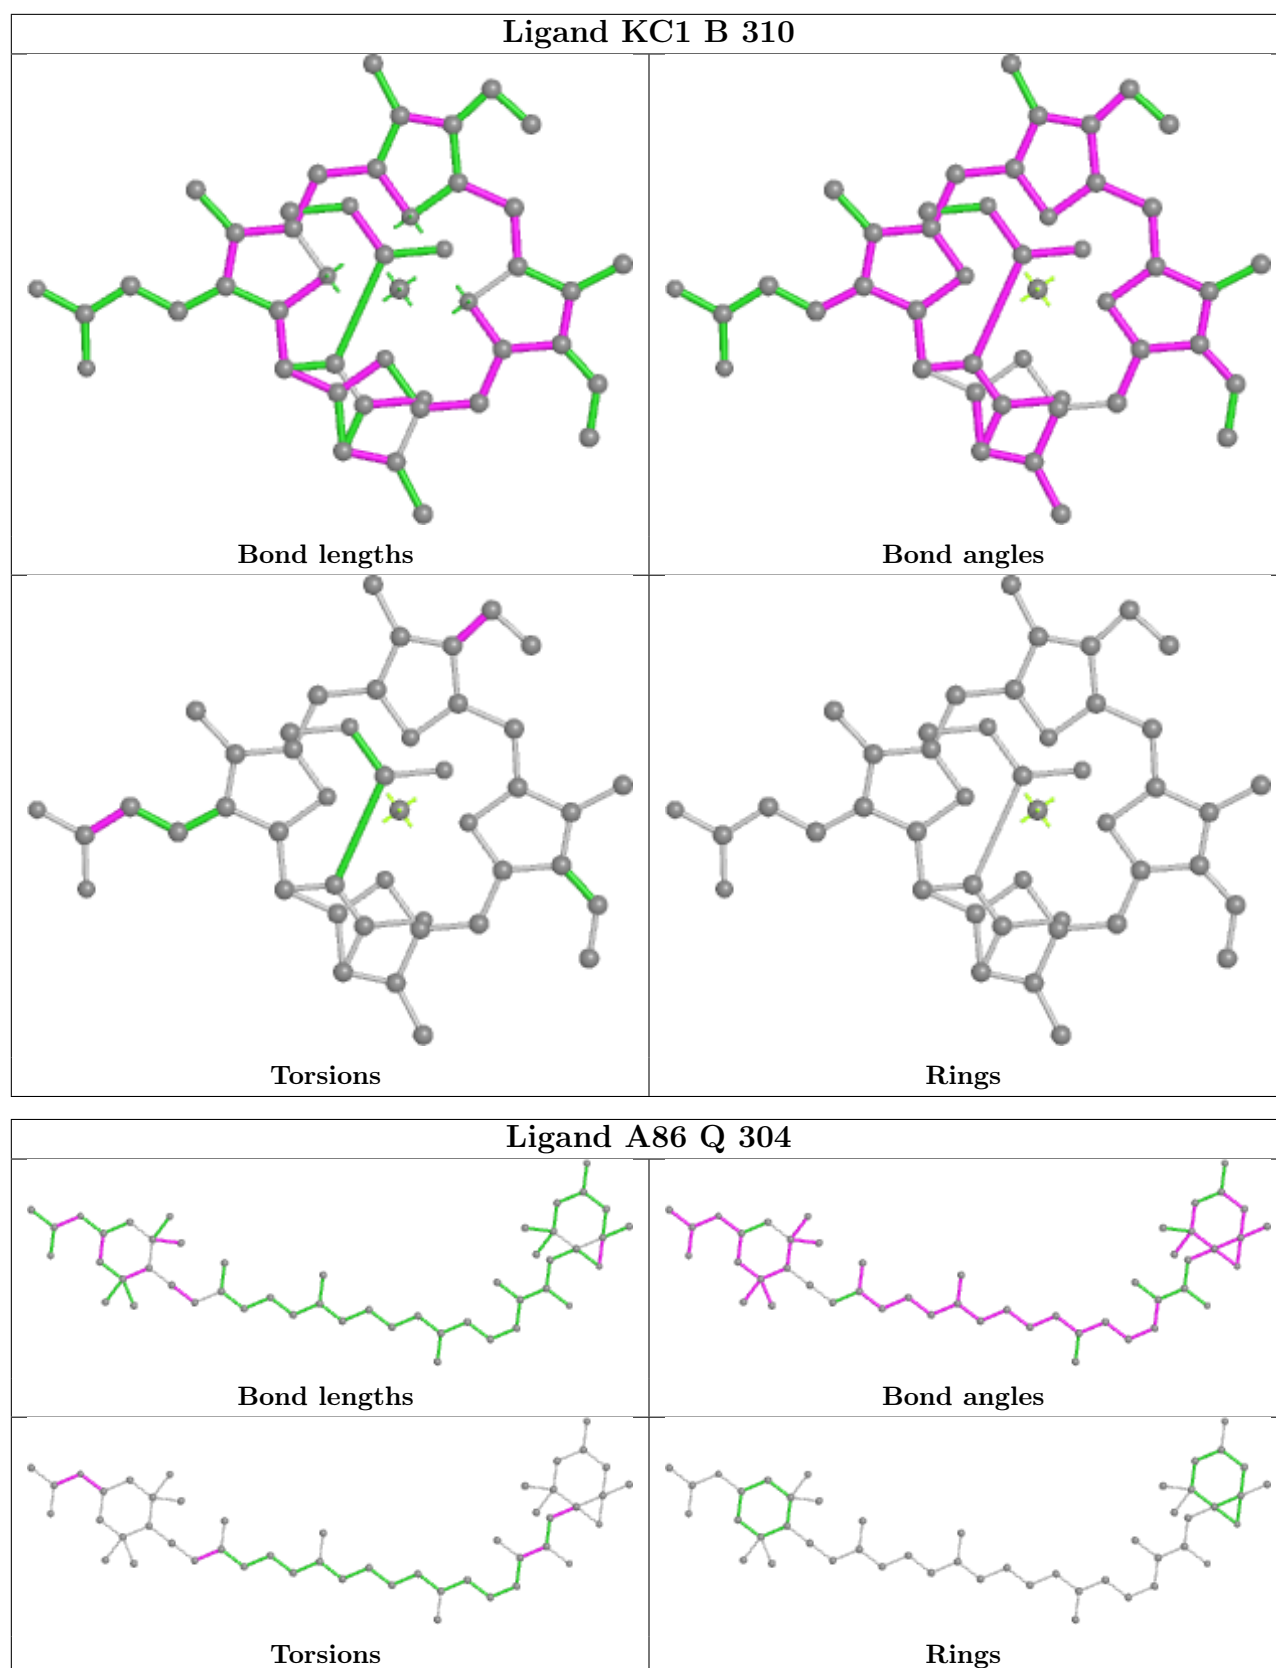 Ligand KC1 B 310
Bond lengths
Bond angles
Torsions
Rings
Ligand A86 Q 304
Bond lengths
Bond angles
Torsions
Rings